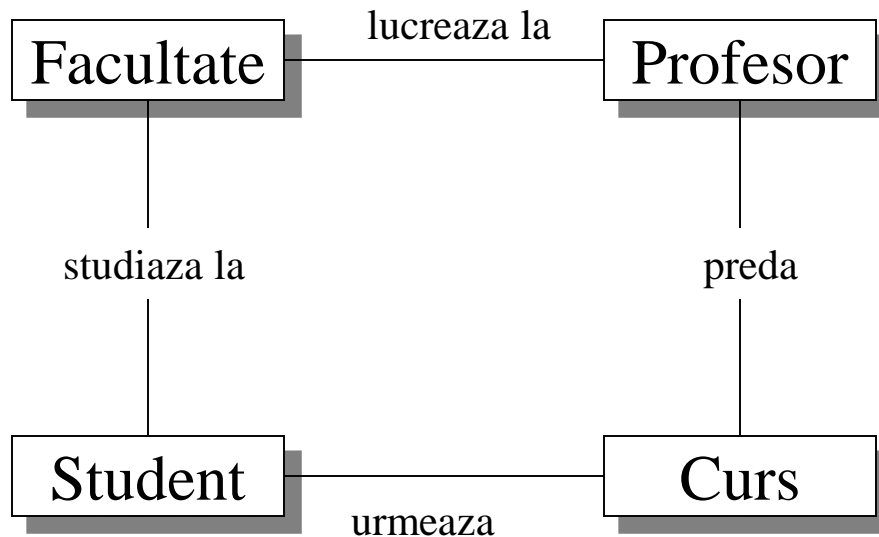 lucreaza la
Facultate
Profesor
studiaza la
preda
Student
Curs
urmeaza